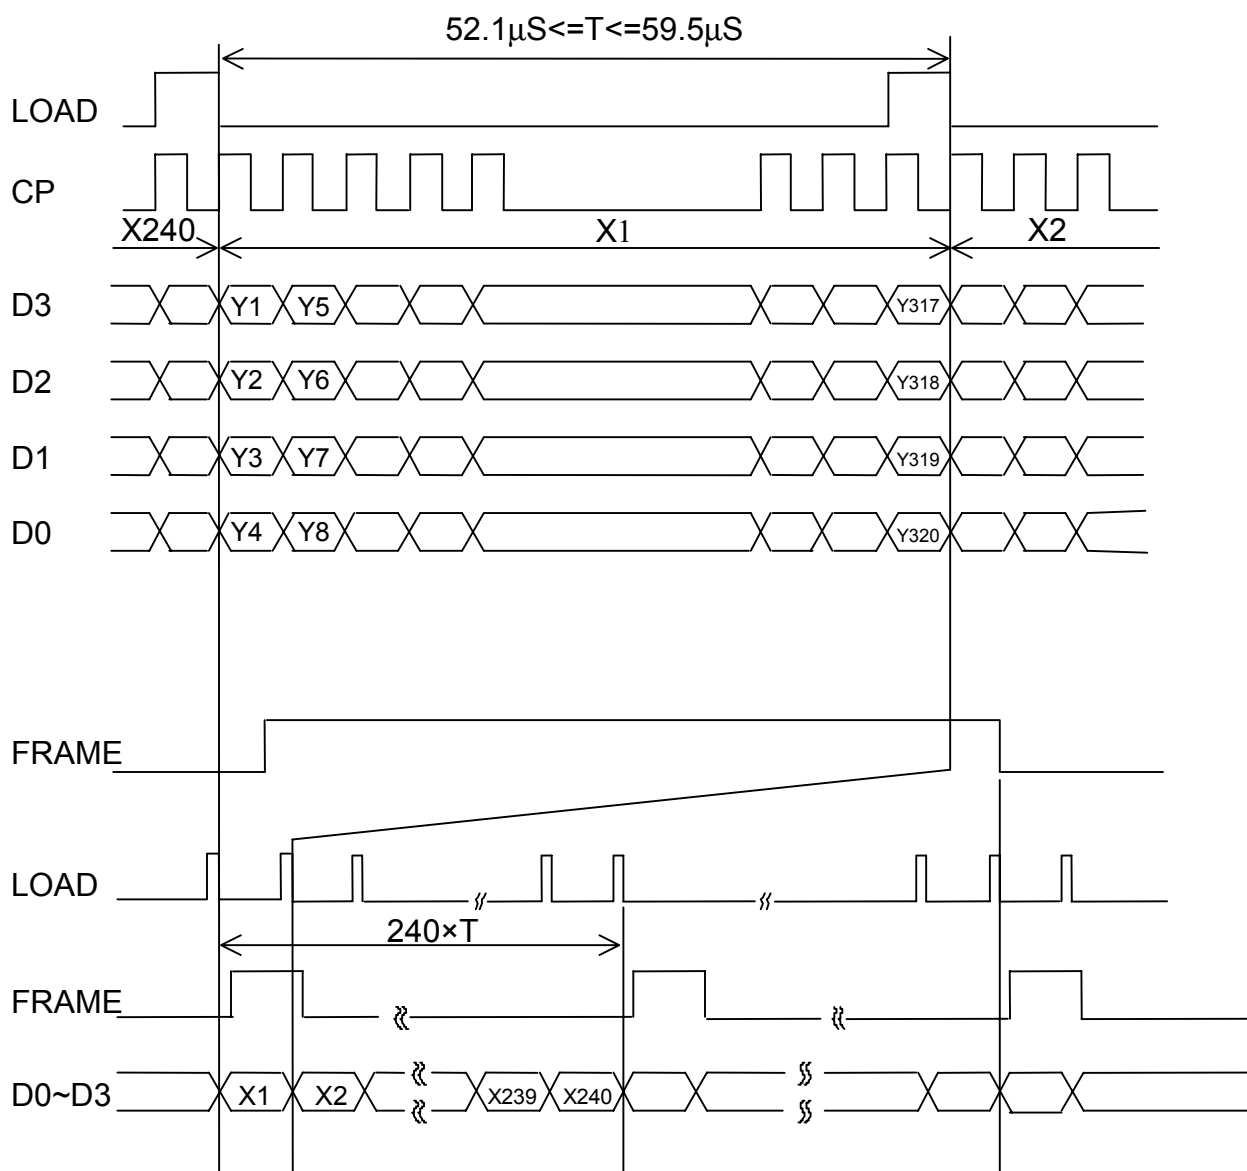 52.1μS<=T<=59.5μS
LOAD
CP
X240 X1 X2
D3 Y1 Y5 Y317
D2 Y2 Y6 Y318
D1 Y3 Y7 Y319
D0 Y4 Y8 Y320
FRAME
LOAD
240×T
FRAME
D0~D3 X1 X2 X239 X240